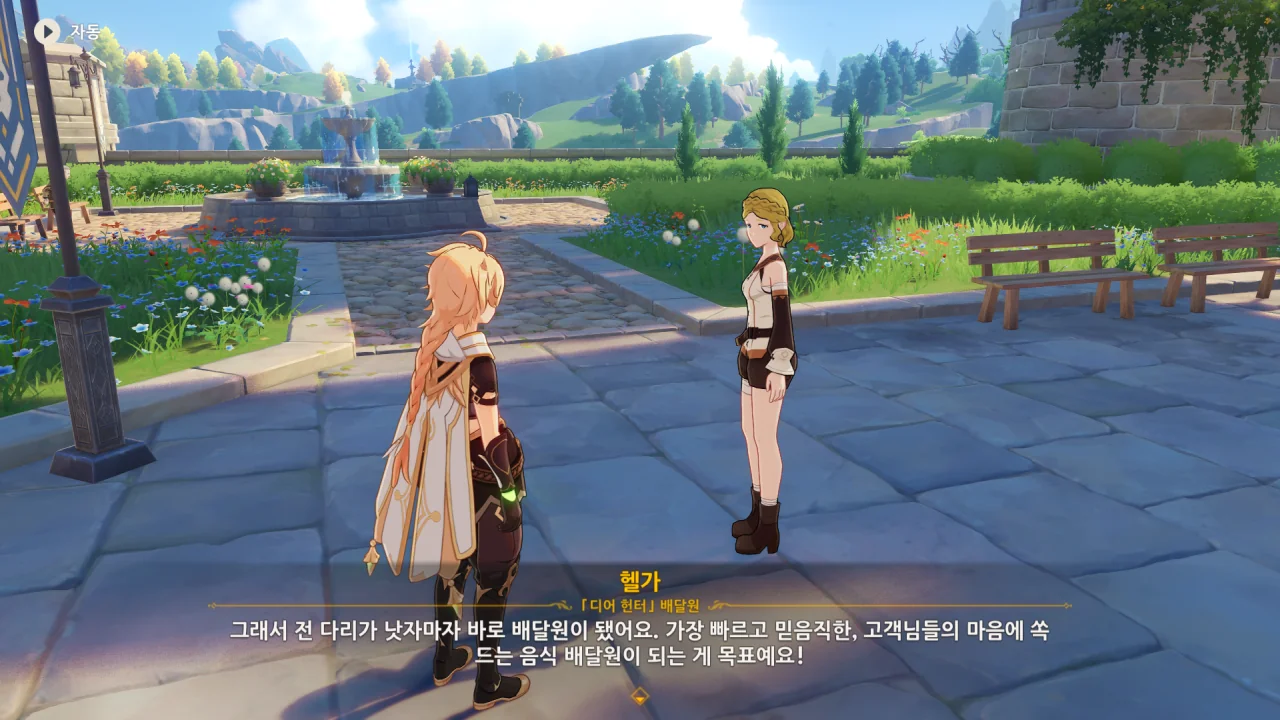 자동
헬가
「디어 헌터」 배달원
그래서 전 다리가 낫자마자 바로 배달원이 됐어요. 가장 빠르고 믿음직한, 고객님들의 마음에 쏙
드는 음식 배달원이 되는 게 목표예요!